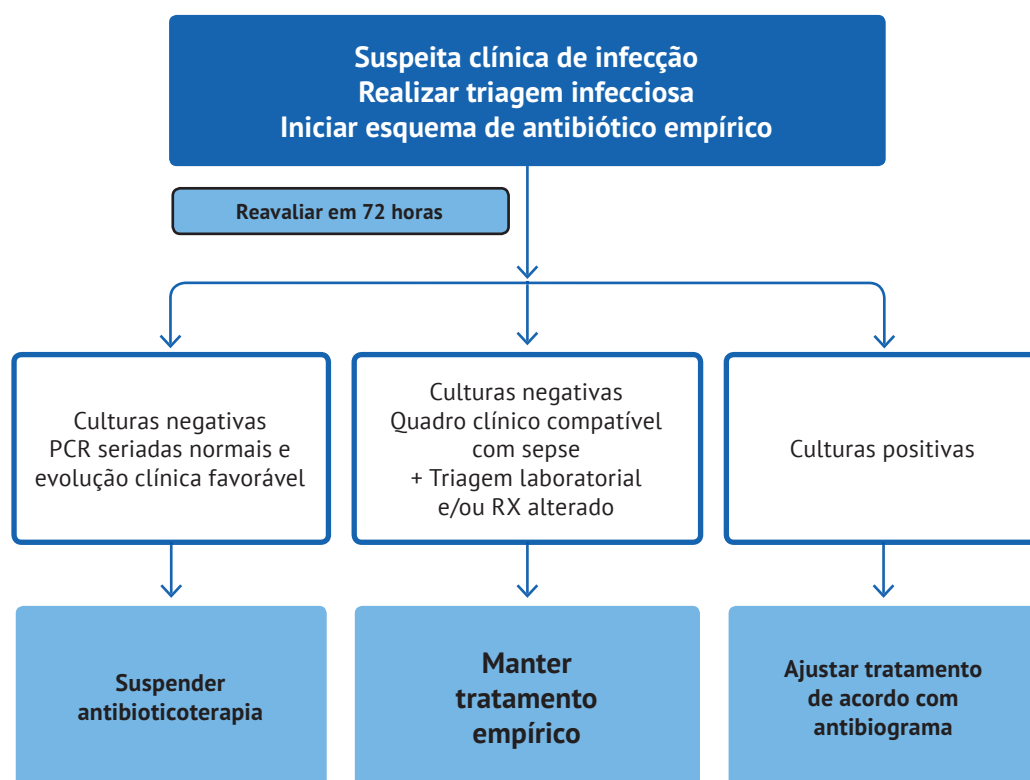 Suspeita clínica de infecção
Realizar triagem infecciosa
Iniciar esquema de antibiótico empírico
Reavaliar em 72 horas
Culturas negativas
PCR seriadas normais e
evolução clínica favorável
Culturas negativas
Quadro clínico compatível
com sepse
+ Triagem laboratorial
e/ou RX alterado
Culturas positivas
Suspender
antibioticoterapia
Manter
tratamento
empírico
Ajustar tratamento
de acordo com
antibiograma